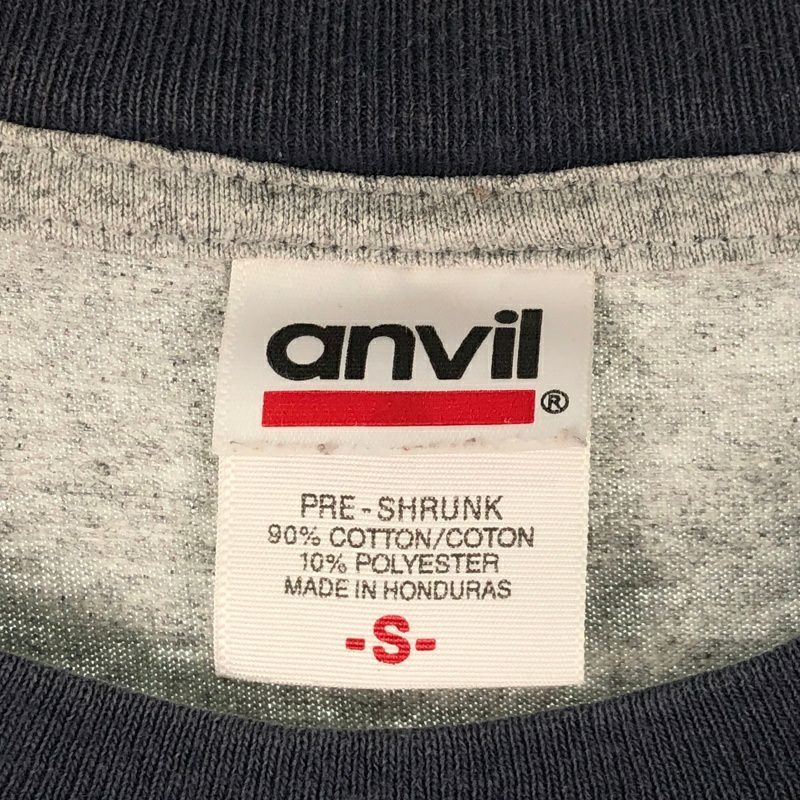 anvil®
PRE-SHRUNK
90% COTTON/COTON
10% POLYESTER
MADE IN HONDURAS
-S-